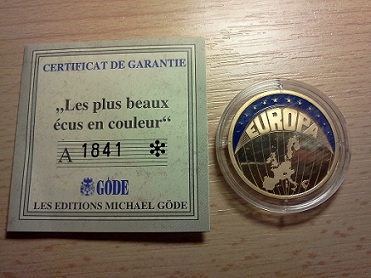 CERTIFICAT DE GARANTIE
„Les plus beaux
écus en couleur“
A 1841 ✻
GÖDE
LES EDITIONS MICHAEL GÖDE
EUROPA